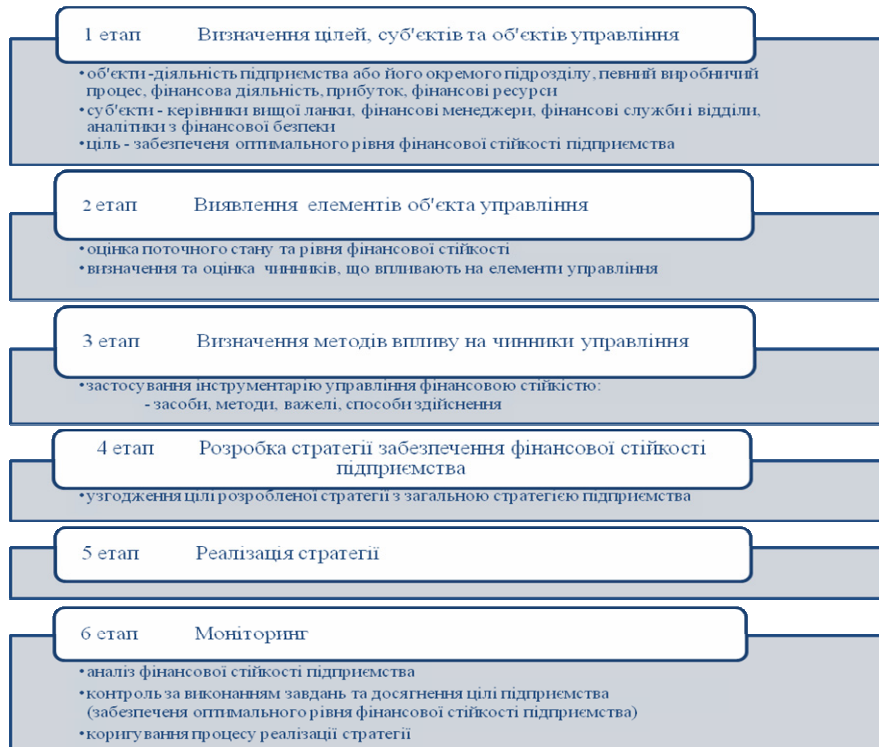 1 етап Визначення цілей, суб'єктів та об'єктів управління
•об'єкти -діяльність підприємства або його окремого підрозділу, певний виробничий
процес, фінансова діяльність, прибуток, фінансові ресурси
•суб'єкти - керівники вищої ланки, фінансові менеджери, фінансові служби і відділи,
аналітики з фінансової безпеки
•ціль - забезпеченя оптимального рівня фінансової стійкості підприємства
2 етап Виявлення елементів об'єкта управління
•оцінка поточного стану та рівня фінансової стійкості
•визначення та оцінка чинників, що впливають на елементи управління
3 етап Визначення методів впливу на чинники управління
•застосування інструментарію управління фінансовою стійкістю:
- засоби, методи, важелі, способи здійснення
4 етап Розробка стратегії забезпечення фінансової стійкості
підприємства
•узгодження цілі розробленої стратегії з загальною стратегією підприємства
5 етап Реалізація стратегії
6 етап Моніторинг
•аналіз фінансової стійкості підприємства
•контроль за виконанням завдань та досягнення цілі підприємства
(забезпеченя оптимального рівня фінансової стійкості підприємства)
•коригування процесу реалізації стратегії